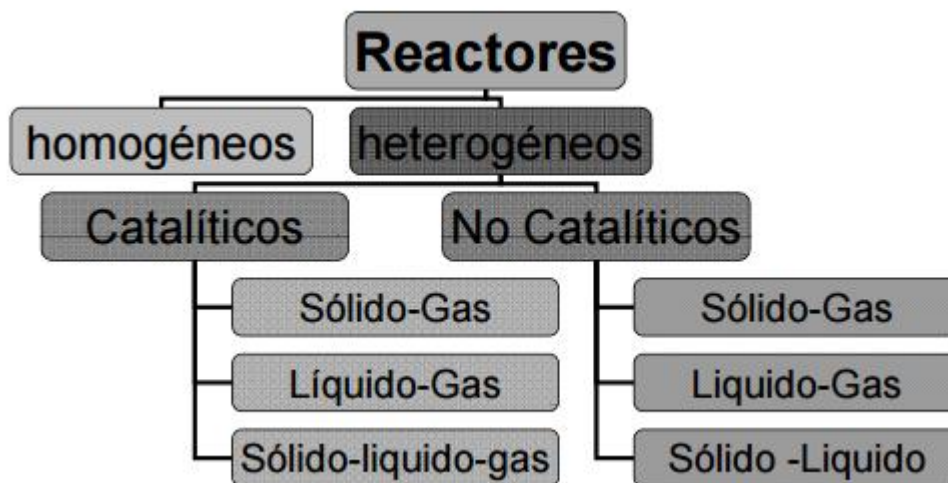 Reactores
homogéneos
heterogéneos
Catalíticos
No Catalíticos
Sólido-Gas
Líquido-Gas
Sólido-liquido-gas
Sólido-Gas
Liquido-Gas
Sólido -Liquido